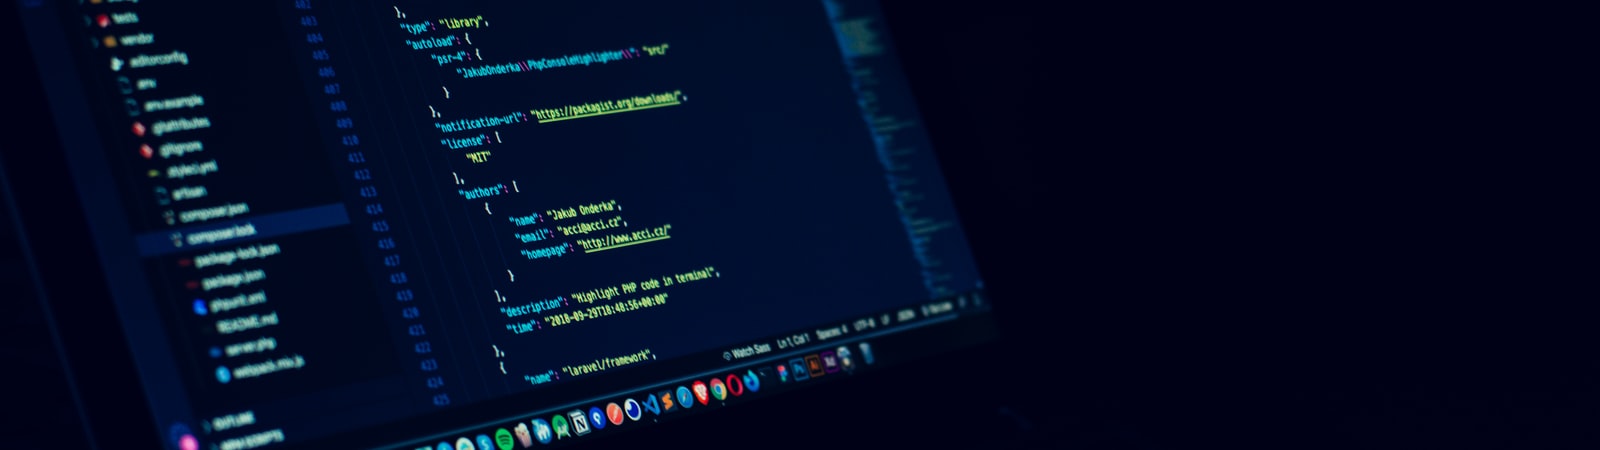 tests
vendor
.editorconfig
.env
.env.example
.gitattributes
.gitignore
.styleci.yml
artisan
composer.json
composer.lock
package-lock.json
package.json
phpunit.xml
README.md
server.php
webpack.mix.js
OUTLINE
NPM SCRIPTS
402
403
404
405
406
407
408
409
410
411
412
413
414
415
416
417
418
419
420
421
422
423
424
425
},
"type": "library",
"autoload": {
"psr-4": {
"JakubOnderka\\PhpConsoleHighlighter\\": "src/"
}
},
"notification-url": "https://packagist.org/downloads/",
"license": [
"MIT"
],
"authors": [
{
"name": "Jakub Onderka",
"email": "acci@acci.cz",
"homepage": "http://www.acci.cz/"
}
],
"description": "Highlight PHP code in terminal",
"time": "2018-09-29T18:48:56+00:00"
},
{
"name": "laravel/framework",
Watch Sass Ln 1, Col 1 Spaces: 4 UTF-8 LF JSON